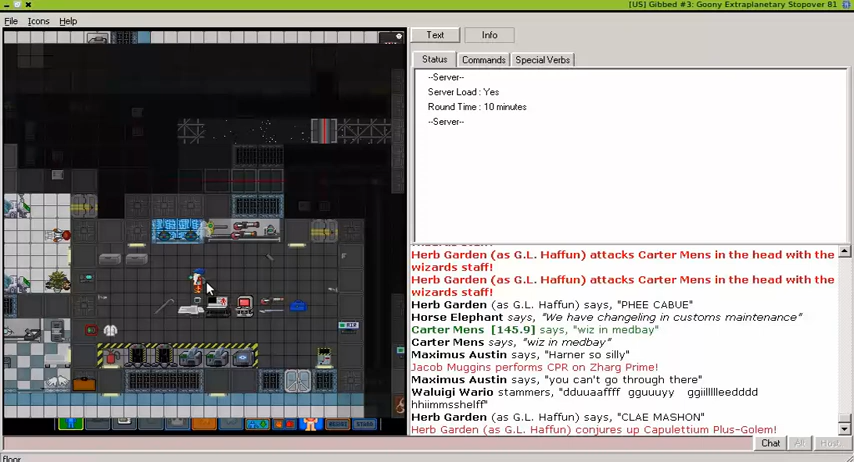 [US] Gibbed #3: Goony Extraplanetary Stopover 81
File Icons Help
Text Info
Status Commands Special Verbs
--Server--
Server Load : Yes
Round Time : 10 minutes
--Server--
Herb Garden (as G.L. Haffun) attacks Carter Mens in the head with the
wizards staff!
Herb Garden (as G.L. Haffun) attacks Carter Mens in the head with the
wizards staff!
Herb Garden (as G.L. Haffun) says, "PHEE CABUE"
Horse Elephant says, "We have changeling in customs maintenance"
Carter Mens [145.9] says, "wiz in medbay"
Carter Mens says, "wiz in medbay"
Maximus Austin says, "Harner so silly"
Jacob Muggins performs CPR on Zharg Prime!
Maximus Austin says, "you can't go through there"
Waluigi Wario stammers, "dduuaaffff gguuuyy ggiillllleedddd
hhiimmsshelff"
Herb Garden (as G.L. Haffun) says, "CLAE MASHON"
Herb Garden (as G.L. Haffun) conjures up Capulettium Plus-Golem!
AIR
Chat Alt Host
floor